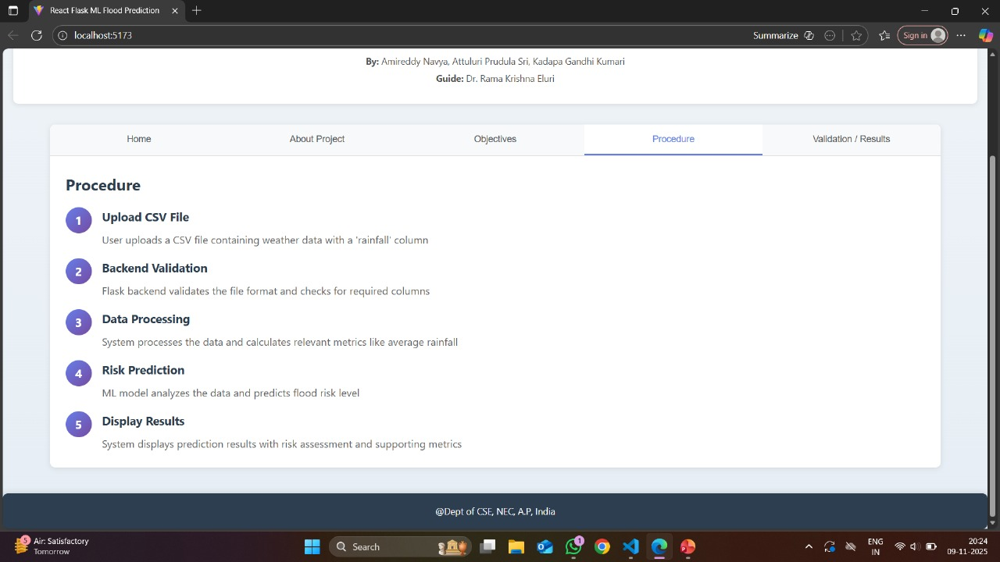 React Flask ML Flood Prediction
localhost:5173
Summarize
Sign in
By: Amireddy Navya, Attuluri Prudula Sri, Kadapa Gandhi Kumari
Guide: Dr. Rama Krishna Eluri
Home
About Project
Objectives
Procedure
Validation / Results
Procedure
1
Upload CSV File
User uploads a CSV file containing weather data with a 'rainfall' column
2
Backend Validation
Flask backend validates the file format and checks for required columns
3
Data Processing
System processes the data and calculates relevant metrics like average rainfall
4
Risk Prediction
ML model analyzes the data and predicts flood risk level
5
Display Results
System displays prediction results with risk assessment and supporting metrics
@Dept of CSE, NEC, A.P, India
5
Air: Satisfactory
Tomorrow
Search
1
ENG
IN
20:24
09-11-2025